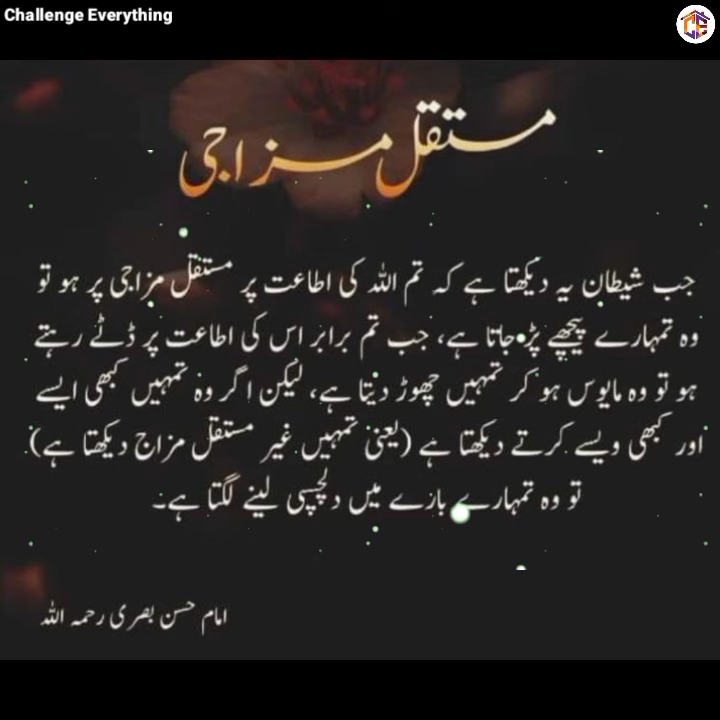 Challenge Everything
مستقل مزاجی
جب شیطان یہ دیکھتا ہے کہ تم اللہ کی اطاعت پر مستقل مزاجی پر ہو تو
وہ تمہارے پیچھے پڑ جاتا ہے، جب تم برابر اس کی اطاعت پر ڈٹے رہتے
ہو تو وہ مایوس ہو کر تمہیں چھوڑ دیتا ہے، لیکن اگر وہ تمہیں کبھی ایسے
اور کبھی ویسے کرتے دیکھتا ہے (یعنی تمہیں غیر مستقل مزاج دیکھتا ہے)
تو وہ تمہارے بارے میں دلچسپی لینے لگتا ہے۔
امام حسن بصری رحمہ اللہ